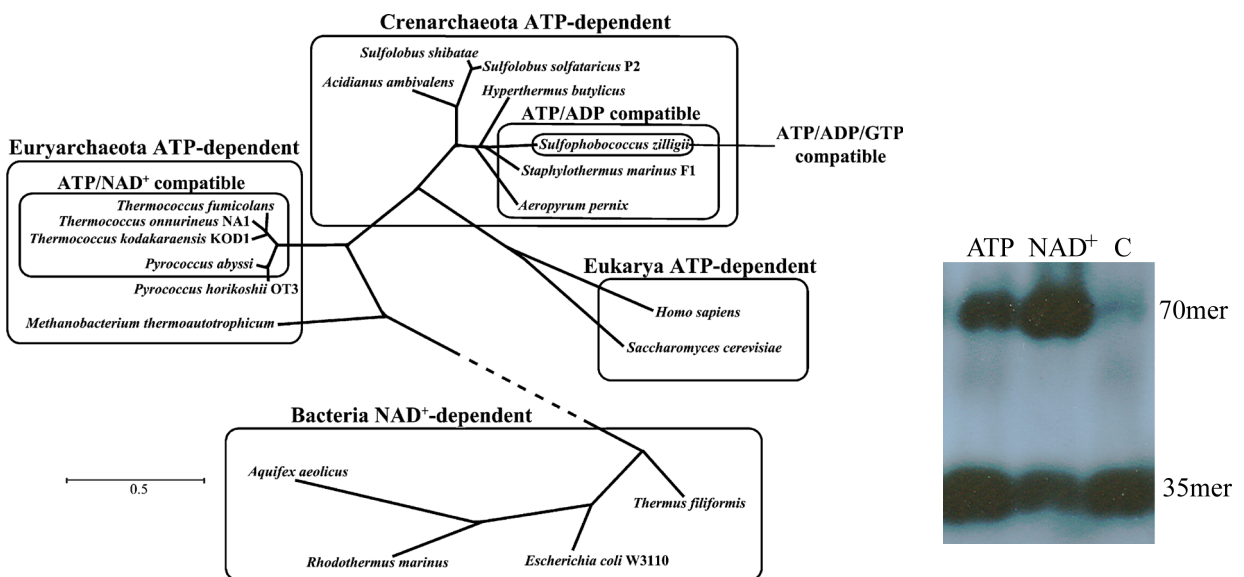 Crenarchaeota ATP-dependent
Sulfolobus shibatae
Sulfolobus solfataricus P2
Acidianus ambivalens
Hyperthermus butylicus
ATP/ADP compatible
Sulfophobococcus zilligii
ATP/ADP/GTP
compatible
Staphylothermus marinus F1
Aeropyrum pernix
Euryarchaeota ATP-dependent
ATP/NAD⁺ compatible
Thermococcus fumicolans
Thermococcus onnurineus NA1
Thermococcus kodakaraensis KOD1
Pyrococcus abyssi
Pyrococcus horikoshii OT3
Methanobacterium thermoautotrophicum
Eukarya ATP-dependent
Homo sapiens
Saccharomyces cerevisiae
Bacteria NAD⁺-dependent
Aquifex aeolicus
Thermus filiformis
Rhodothermus marinus
Escherichia coli W3110
0.5
ATP NAD⁺ C
70mer
35mer